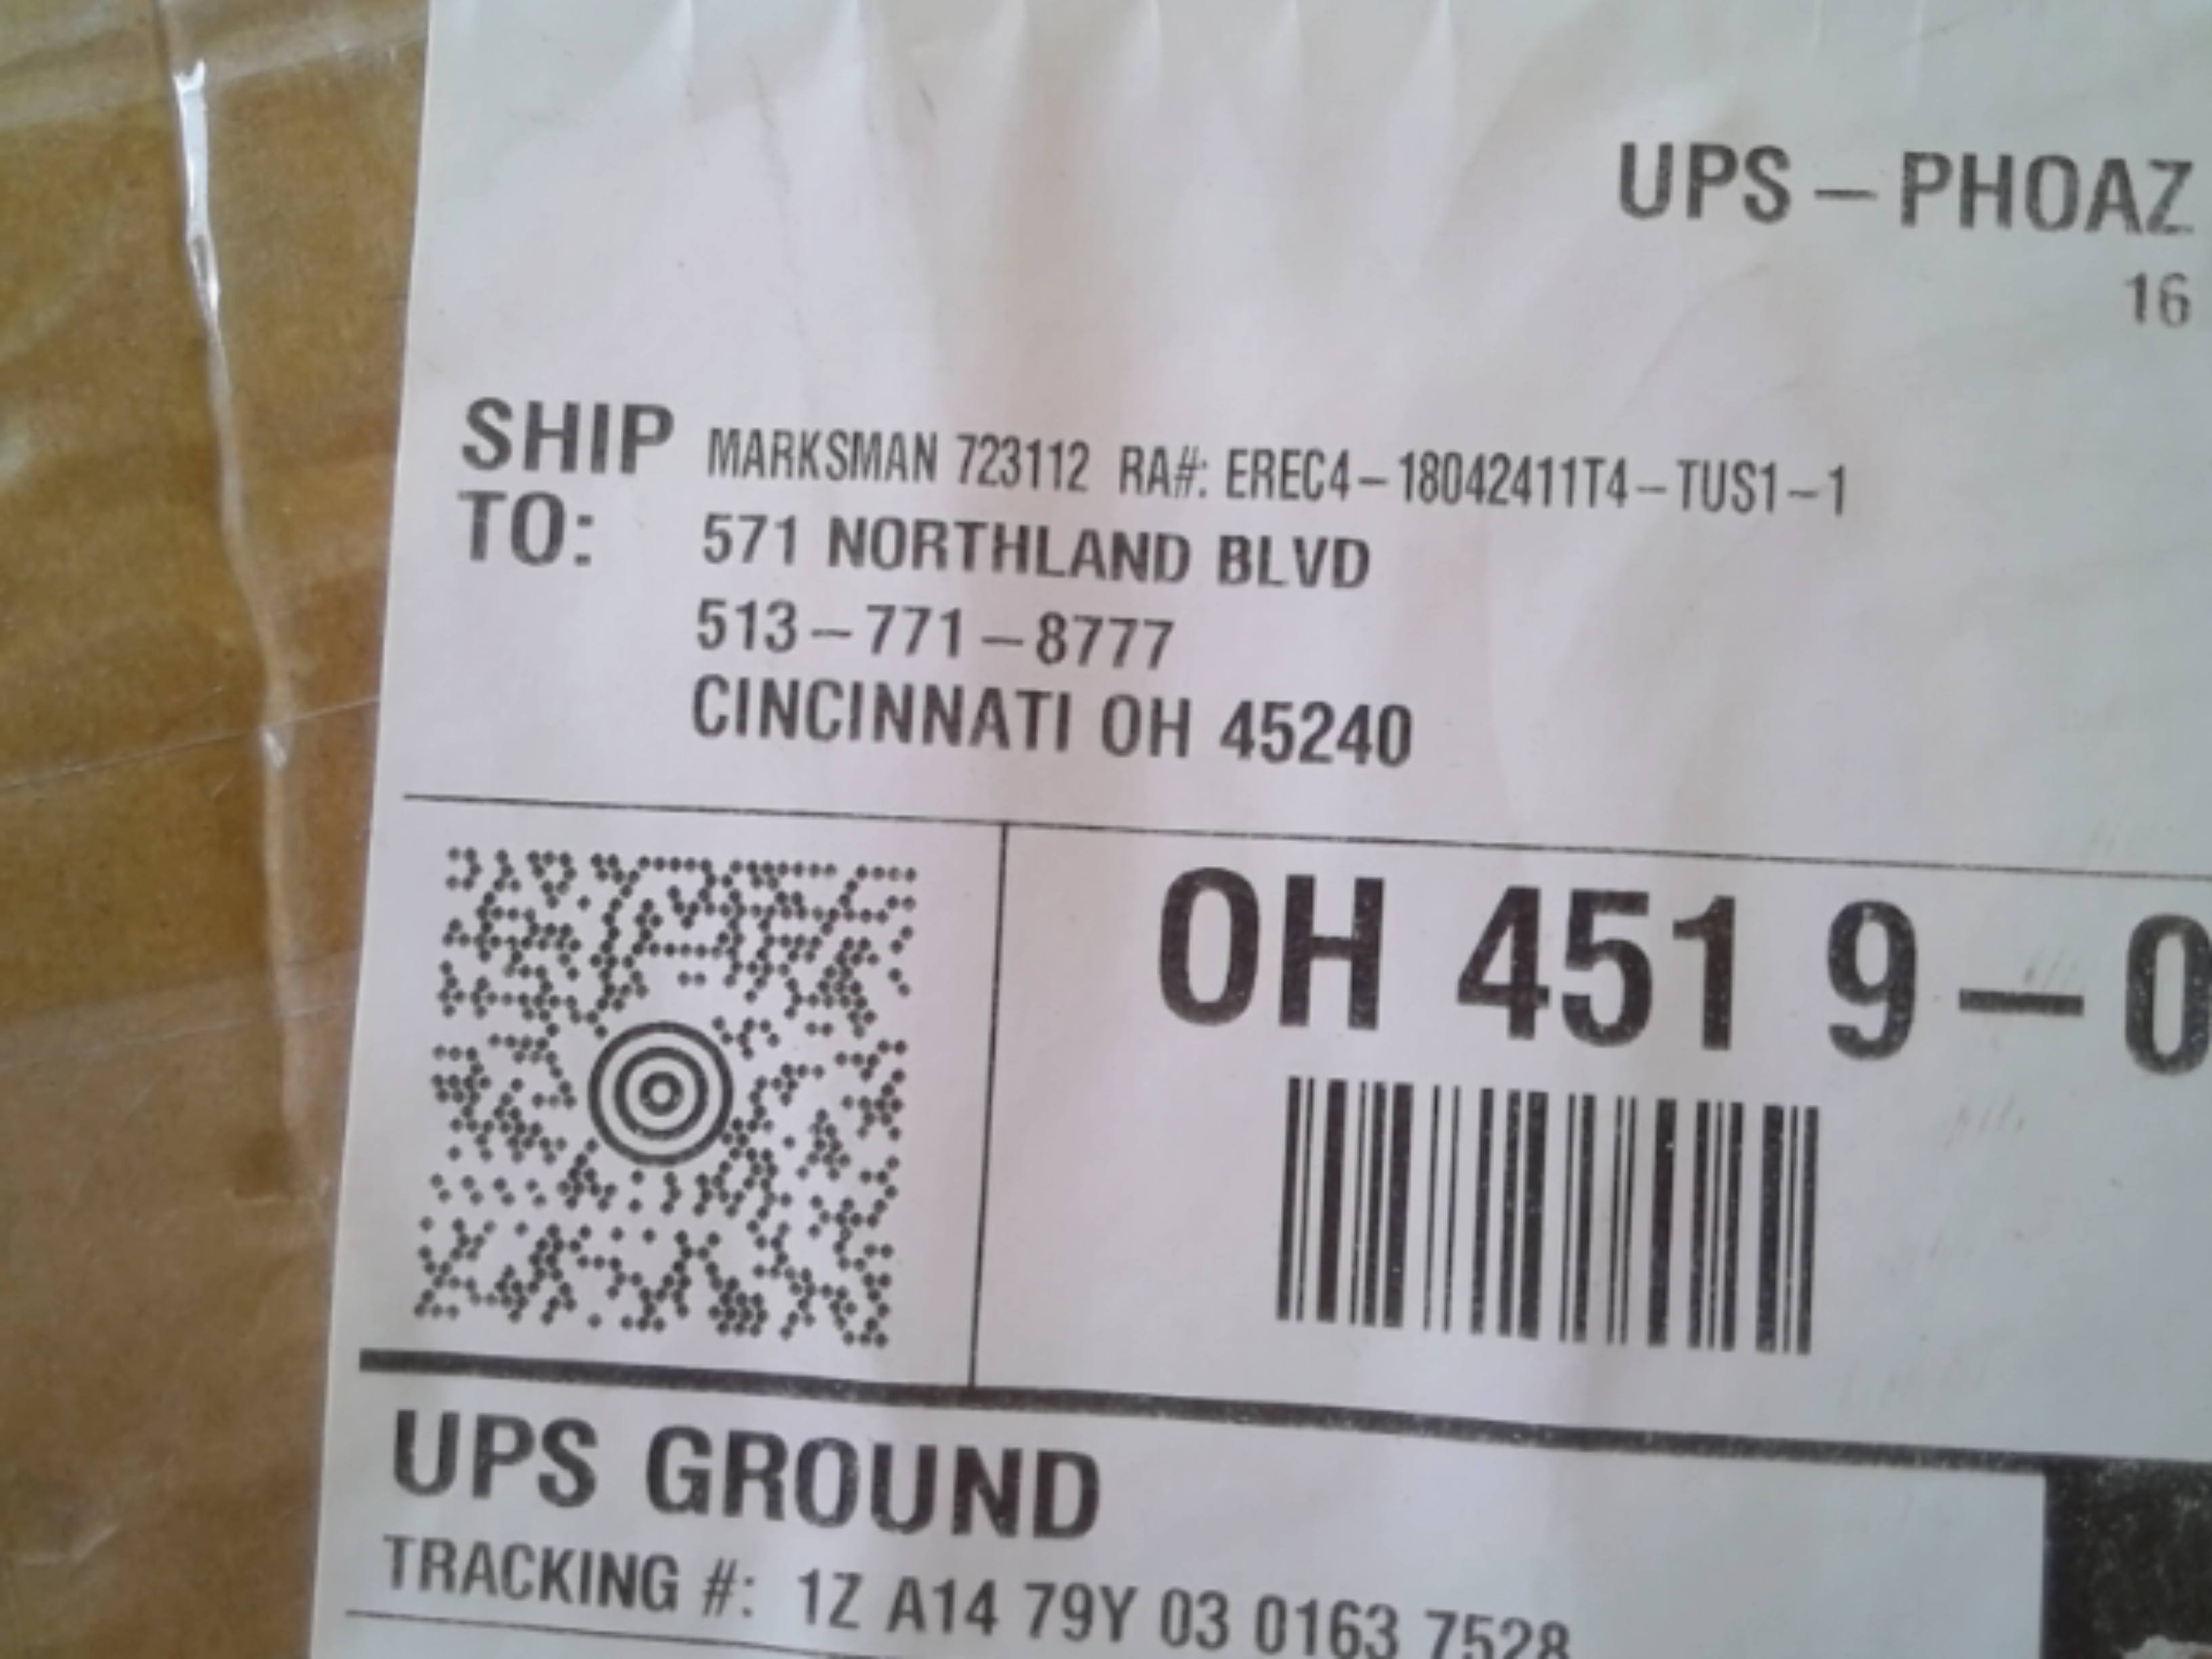 UPS - PHOAZ
16
SHIP TO: MARKSMAN 723112 RA#: EREC4-18042411T4-TUS1-1
571 NORTHLAND BLVD
513-771-8777
CINCINNATI OH 45240
OH 451 9-0
UPS GROUND
TRACKING #: 1Z A14 79Y 03 0163 7528